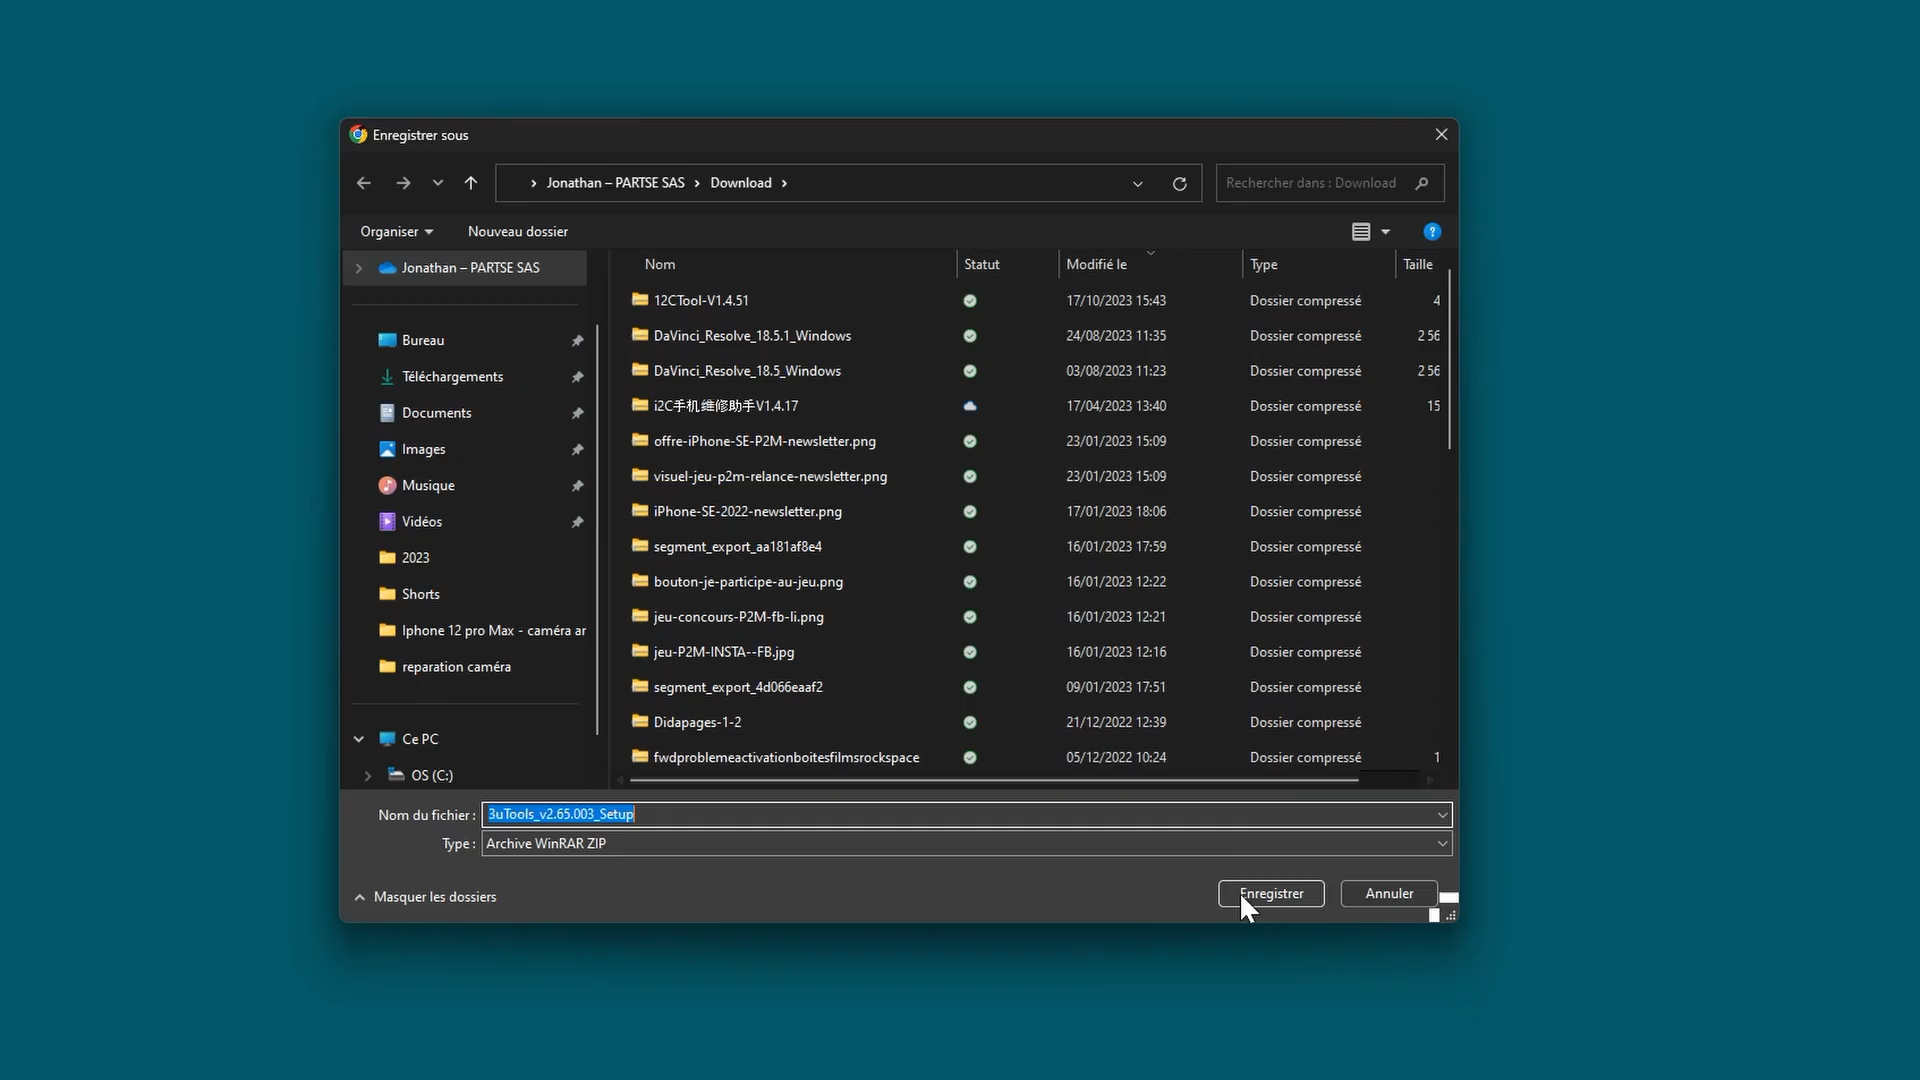 Enregistrer sous
Jonathan – PARTSE SAS › Download ›
Rechercher dans : Download
Organiser
Nouveau dossier
Jonathan – PARTSE SAS
Bureau
Téléchargements
Documents
Images
Musique
Vidéos
2023
Shorts
Iphone 12 pro Max - caméra ar
reparation caméra
Ce PC
OS (C:)
Nom Statut Modifié le Type Taille
12CTool-V1.4.51 17/10/2023 15:43 Dossier compressé 4
DaVinci_Resolve_18.5.1_Windows 24/08/2023 11:35 Dossier compressé 2 56
DaVinci_Resolve_18.5_Windows 03/08/2023 11:23 Dossier compressé 2 56
i2C手机维修助手V1.4.17 17/04/2023 13:40 Dossier compressé 15
offre-iPhone-SE-P2M-newsletter.png 23/01/2023 15:09 Dossier compressé
visuel-jeu-p2m-relance-newsletter.png 23/01/2023 15:09 Dossier compressé
iPhone-SE-2022-newsletter.png 17/01/2023 18:06 Dossier compressé
segment_export_aa181af8e4 16/01/2023 17:59 Dossier compressé
bouton-je-participe-au-jeu.png 16/01/2023 12:22 Dossier compressé
jeu-concours-P2M-fb-li.png 16/01/2023 12:21 Dossier compressé
jeu-P2M-INSTA--FB.jpg 16/01/2023 12:16 Dossier compressé
segment_export_4d066eaaf2 09/01/2023 17:51 Dossier compressé
Didapages-1-2 21/12/2022 12:39 Dossier compressé
fwdproblemeactivationboitesfilmsrockspace 05/12/2022 10:24 Dossier compressé 1
Nom du fichier : 3uTools_v2.65.003_Setup
Type : Archive WinRAR ZIP
Masquer les dossiers
Enregistrer
Annuler